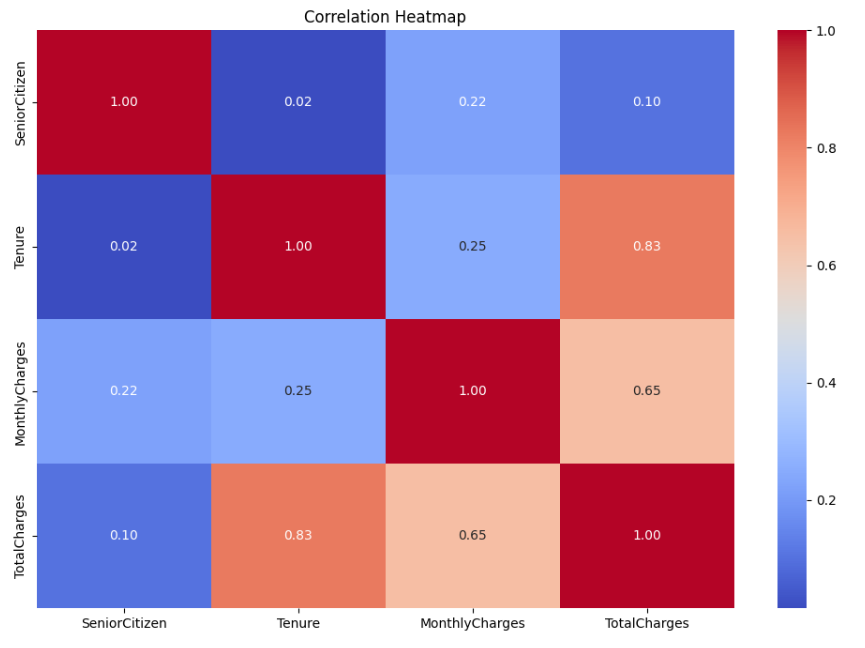 Correlation Heatmap
SeniorCitizen
1.00
0.02
0.22
0.10
Tenure
0.02
1.00
0.25
0.83
MonthlyCharges
0.22
0.25
1.00
0.65
TotalCharges
0.10
0.83
0.65
1.00
SeniorCitizen
Tenure
MonthlyCharges
TotalCharges
1.0
0.8
0.6
0.4
0.2